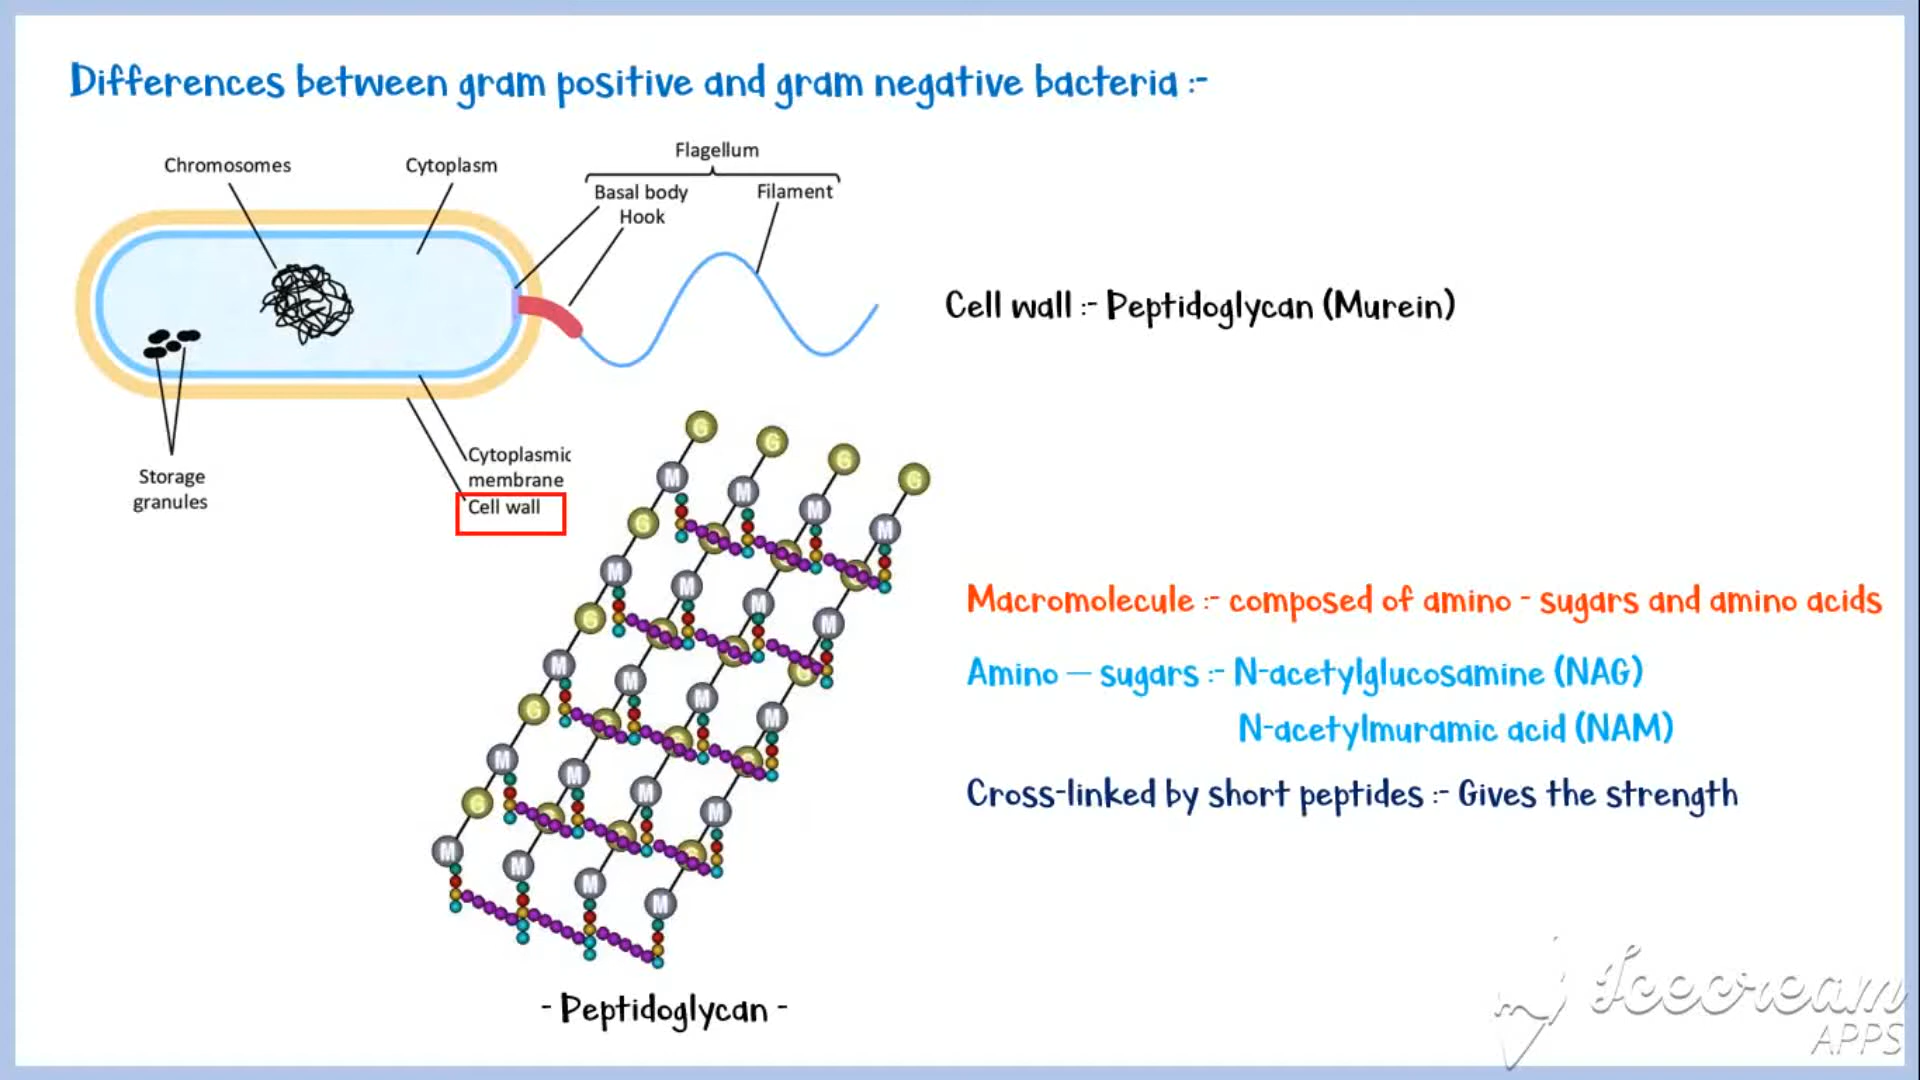 Differences between gram positive and gram negative bacteria :-
Flagellum
Chromosomes
Cytoplasm
Basal body
Filament
Hook
Cell wall :- Peptidoglycan (Murein)
Cytoplasmic
membrane
Cell wall
Storage
granules
G
G
G
G
M
M
M
M
G
M
M
M
M
G
M
M
M
M
G
G
M
M
M
M
G
M
M
M
M
Macromolecule :- composed of amino - sugars and amino acids
Amino – sugars :- N-acetylglucosamine (NAG)
N-acetylmuramic acid (NAM)
Cross-linked by short peptides :- Gives the strength
- Peptidoglycan -
Icecream
APPS